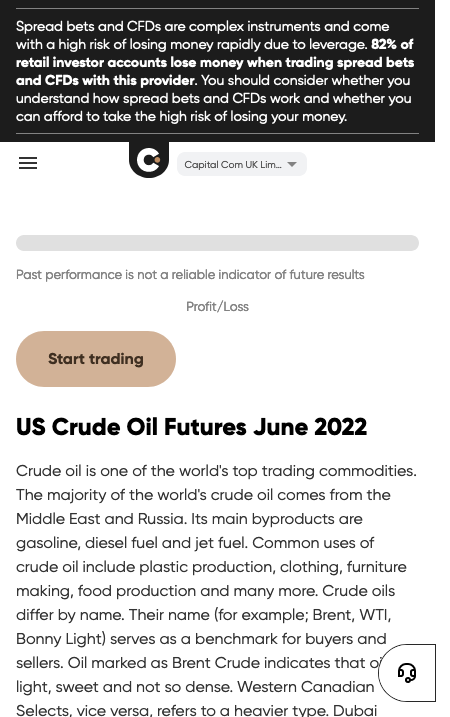 Spread bets and CFDs are complex instruments and come
with a high risk of losing money rapidly due to leverage. 82% of
retail investor accounts lose money when trading spread bets
and CFDs with this provider. You should consider whether you
understand how spread bets and CFDs work and whether you
can afford to take the high risk of losing your money.
Capital Com UK Lim...
Past performance is not a reliable indicator of future results
Profit/Loss
Start trading
US Crude Oil Futures June 2022
Crude oil is one of the world's top trading commodities.
The majority of the world's crude oil comes from the
Middle East and Russia. Its main byproducts are
gasoline, diesel fuel and jet fuel. Common uses of
crude oil include plastic production, clothing, furniture
making, food production and many more. Crude oils
differ by name. Their name (for example; Brent, WTI,
Bonny Light) serves as a benchmark for buyers and
sellers. Oil marked as Brent Crude indicates that
light, sweet and not so dense. Western Canadian
Selects, vice versa, refers to a heavier type. Dubai